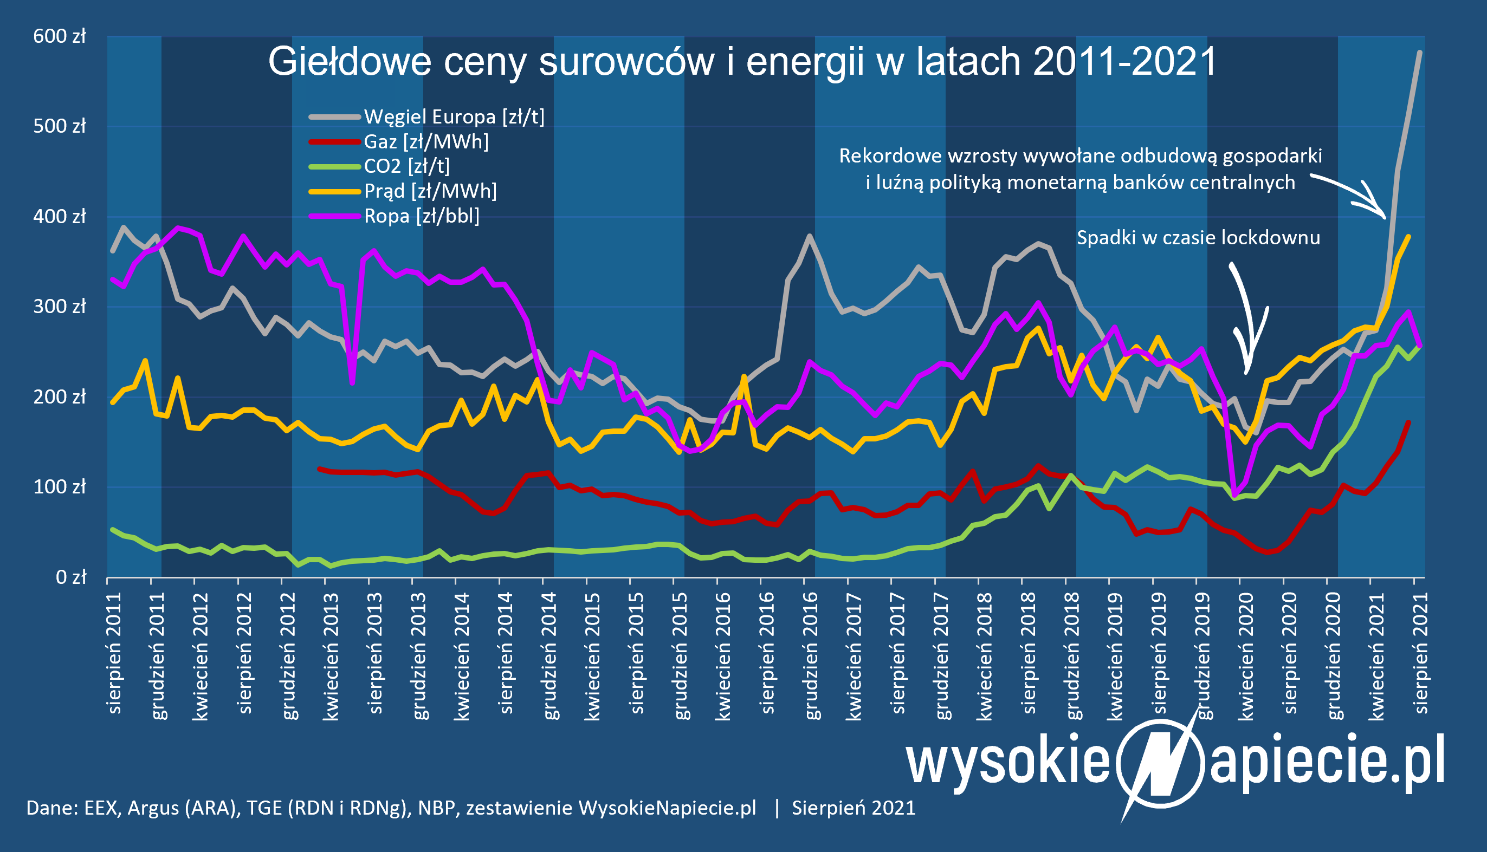 Giełdowe ceny surowców i energii w latach 2011-2021
600 zł
500 zł
400 zł
300 zł
200 zł
100 zł
0 zł
Węgiel Europa [zł/t]
Gaz [zł/MWh]
CO2 [zł/t]
Prąd [zł/MWh]
Ropa [zł/bbl]
Rekordowe wzrosty wywołane odbudową gospodarki
i luźną polityką monetarną banków centralnych
Spadki w czasie lockdownu
sierpień 2011
grudzień 2011
kwiecień 2012
sierpień 2012
grudzień 2012
kwiecień 2013
sierpień 2013
grudzień 2013
kwiecień 2014
sierpień 2014
grudzień 2014
kwiecień 2015
sierpień 2015
grudzień 2015
kwiecień 2016
sierpień 2016
grudzień 2016
kwiecień 2017
sierpień 2017
grudzień 2017
kwiecień 2018
sierpień 2018
grudzień 2018
kwiecień 2019
sierpień 2019
grudzień 2019
kwiecień 2020
sierpień 2020
grudzień 2020
kwiecień 2021
sierpień 2021
wysokieNapiecie.pl
Dane: EEX, Argus (ARA), TGE (RDN i RDNg), NBP, zestawienie WysokieNapiecie.pl | Sierpień 2021